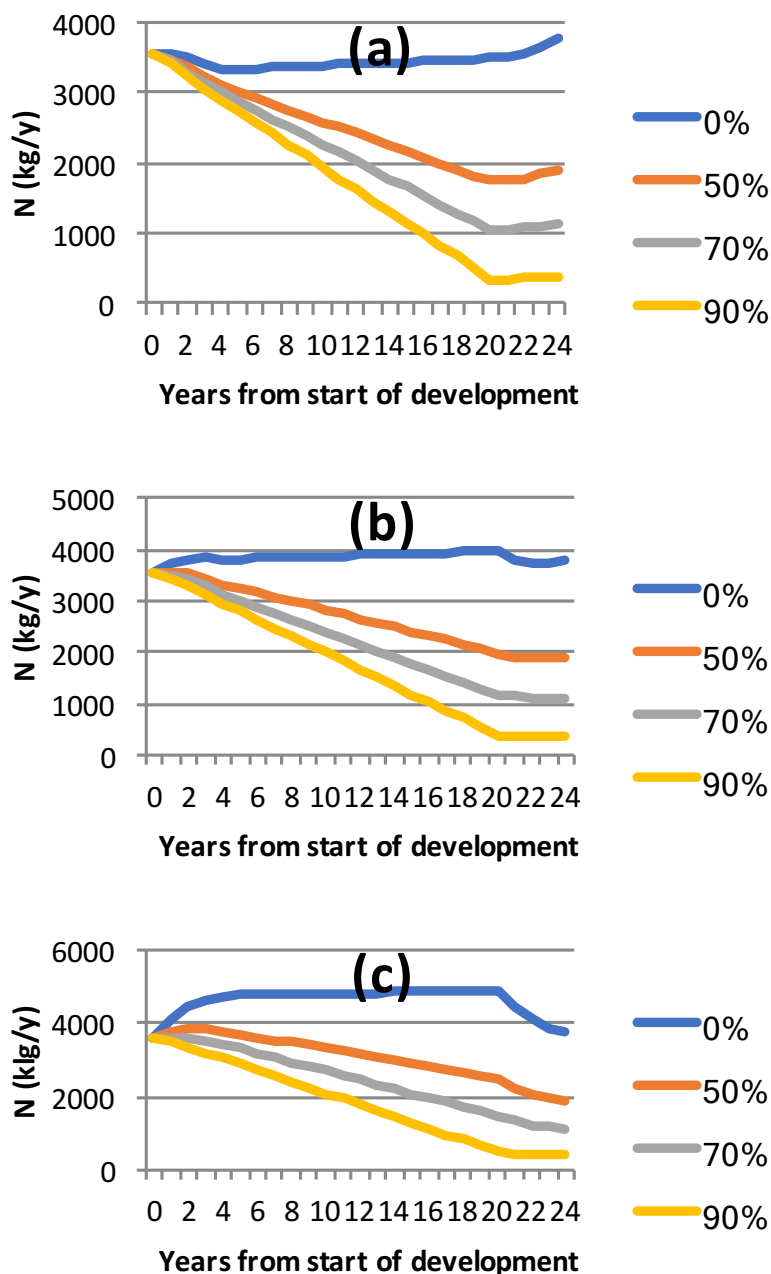 (a)
4000
3000
2000
1000
0
N (kg/y)
0 2 4 6 8 10 12 14 16 18 20 22 24
Years from start of development
0%
50%
70%
90%
(b)
5000
4000
3000
2000
1000
0
N (kg/y)
0 2 4 6 8 10 12 14 16 18 20 22 24
Years from start of development
0%
50%
70%
90%
(c)
6000
4000
2000
0
N (klg/y)
0 2 4 6 8 10 12 14 16 18 20 22 24
Years from start of development
0%
50%
70%
90%